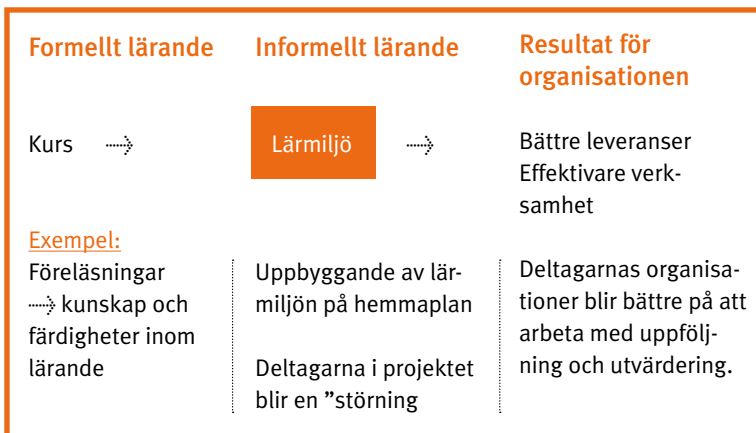 Formellt lärande
Informellt lärande
Resultat för
organisationen
Kurs
Lärmiljö
Bättre leveranser
Effektivare verk-
samhet
Exempel:
Föreläsningar
kunskap och
färdigheter inom
lärande
Uppbyggande av lär-
miljön på hemmaplan
Deltagarna i projektet
blir en ”störning
Deltagarnas organisa-
tioner blir bättre på att
arbeta med uppfölj-
ning och utvärdering.